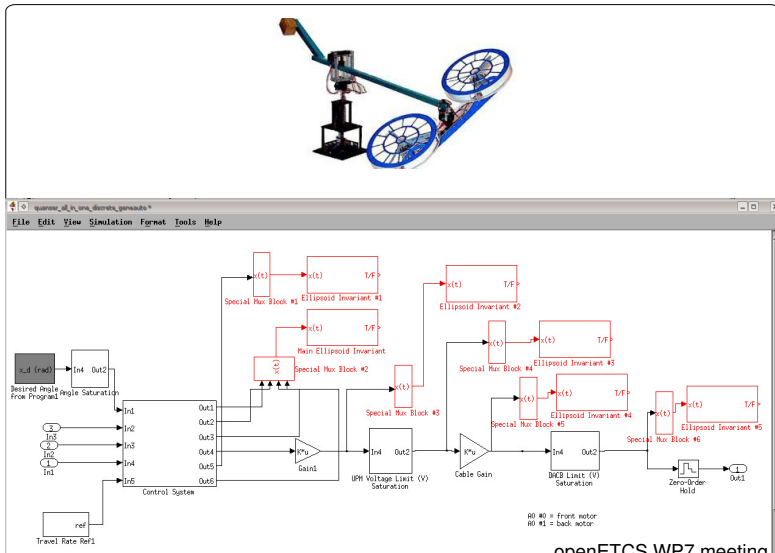 quanser_all_in_one_discrete_geneauto *
File Edit View Simulation Format Tools Help
x(t)
Special Mux Block #1
x(t) T/F
Ellipsoid Invariant #1
x(t) T/F
Ellipsoid Invariant #2
x(t) T/F
Main Ellipsoid Invariant
x(t)
Special Mux Block #2
x(t)
Special Mux Block #3
x(t)
Special Mux Block #4
x(t) T/F
Ellipsoid Invariant #3
x(t)
Special Mux Block #5
x(t) T/F
Ellipsoid Invariant #4
x(t)
Special Mux Block #6
x(t) T/F
Ellipsoid Invariant #5
x_d (rad)
Desired Angle
from Program1
In4 Out2
Angle Saturation
3
In3
2
In2
1
In1
ref
Travel Rate Ref1
In1
In2
In3
In4
In5
Out1
Out2
Out3
Out4
Out5
Out6
Control System
K*u
Gain1
In4 Out2
UPM Voltage Limit (V)
Saturation
K*u
Cable Gain
In4 Out2
DACB Limit (V)
Saturation
Zero-Order
Hold
1
Out1
AO #0 = front motor
AO #1 = back motor
openETCS WP7 meeting